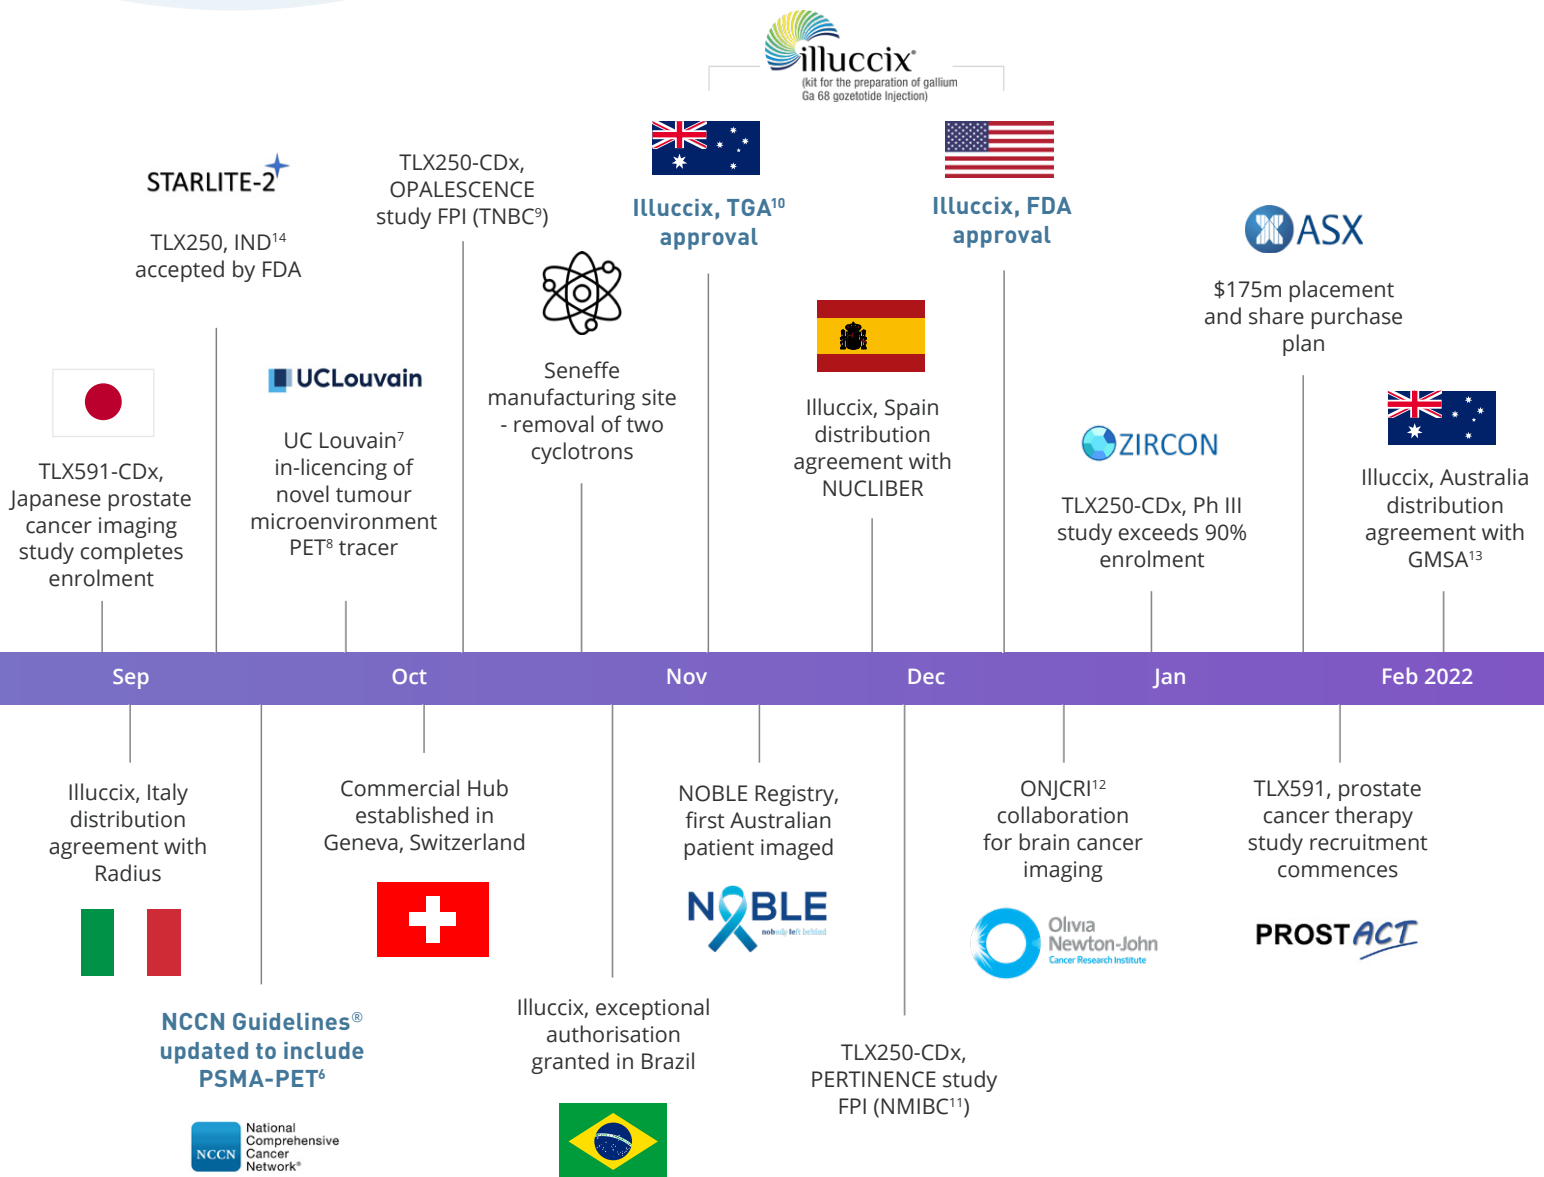 illuccix®
(kit for the preparation of gallium
Ga 68 gozetotide Injection)
STARLITE-2
TLX250, IND14
accepted by FDA
TLX250-CDx,
OPALESCENCE
study FPI (TNBC9)
Illuccix, TGA10
approval
Illuccix, FDA
approval
ASX
$175m placement
and share purchase
plan
TLX591-CDx,
Japanese prostate
cancer imaging
study completes
enrolment
UCLouvain
UC Louvain7
in-licencing of
novel tumour
microenvironment
PET8 tracer
Seneffe
manufacturing site
- removal of two
cyclotrons
Illuccix, Spain
distribution
agreement with
NUCLIBER
ZIRCON
TLX250-CDx, Ph III
study exceeds 90%
enrolment
Illuccix, Australia
distribution
agreement with
GMSA13
Sep
Oct
Nov
Dec
Jan
Feb 2022
Illuccix, Italy
distribution
agreement with
Radius
NCCN Guidelines®
updated to include
PSMA-PET6
NCCN
National
Comprehensive
Cancer
Network®
Commercial Hub
established in
Geneva, Switzerland
Illuccix, exceptional
authorisation
granted in Brazil
NOBLE Registry,
first Australian
patient imaged
NOBLE
nobody left behind
TLX250-CDx,
PERTINENCE study
FPI (NMIBC11)
ONJCRI12
collaboration
for brain cancer
imaging
Olivia
Newton-John
Cancer Research Institute
TLX591, prostate
cancer therapy
study recruitment
commences
PROSTACT